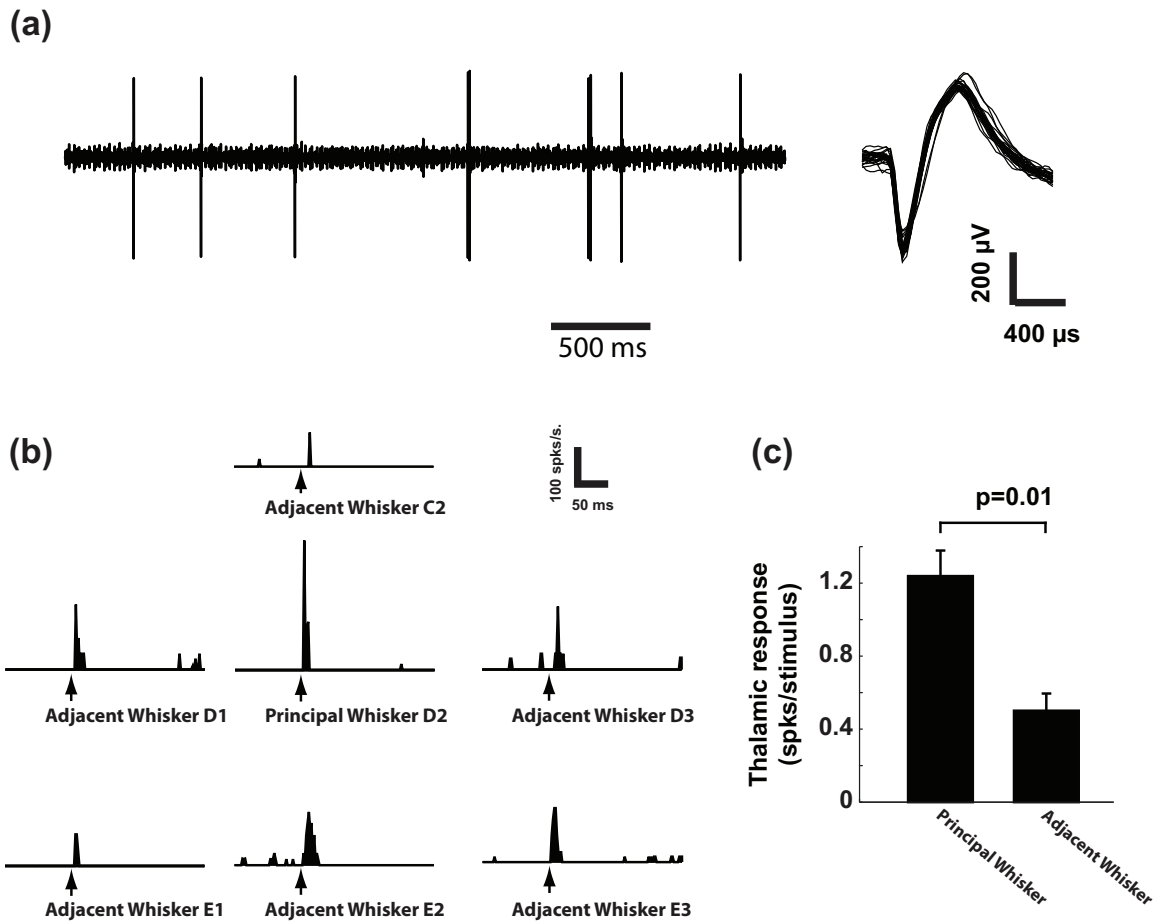 (a)
200 µV
400 µs
500 ms
(b)
100 spks/s.
50 ms
Adjacent Whisker C2
Adjacent Whisker D1
Principal Whisker D2
Adjacent Whisker D3
Adjacent Whisker E1
Adjacent Whisker E2
Adjacent Whisker E3
(c)
p=0.01
Thalamic response
(spks/stimulus)
1.2
0.8
0.4
0
Principal Whisker
Adjacent Whisker